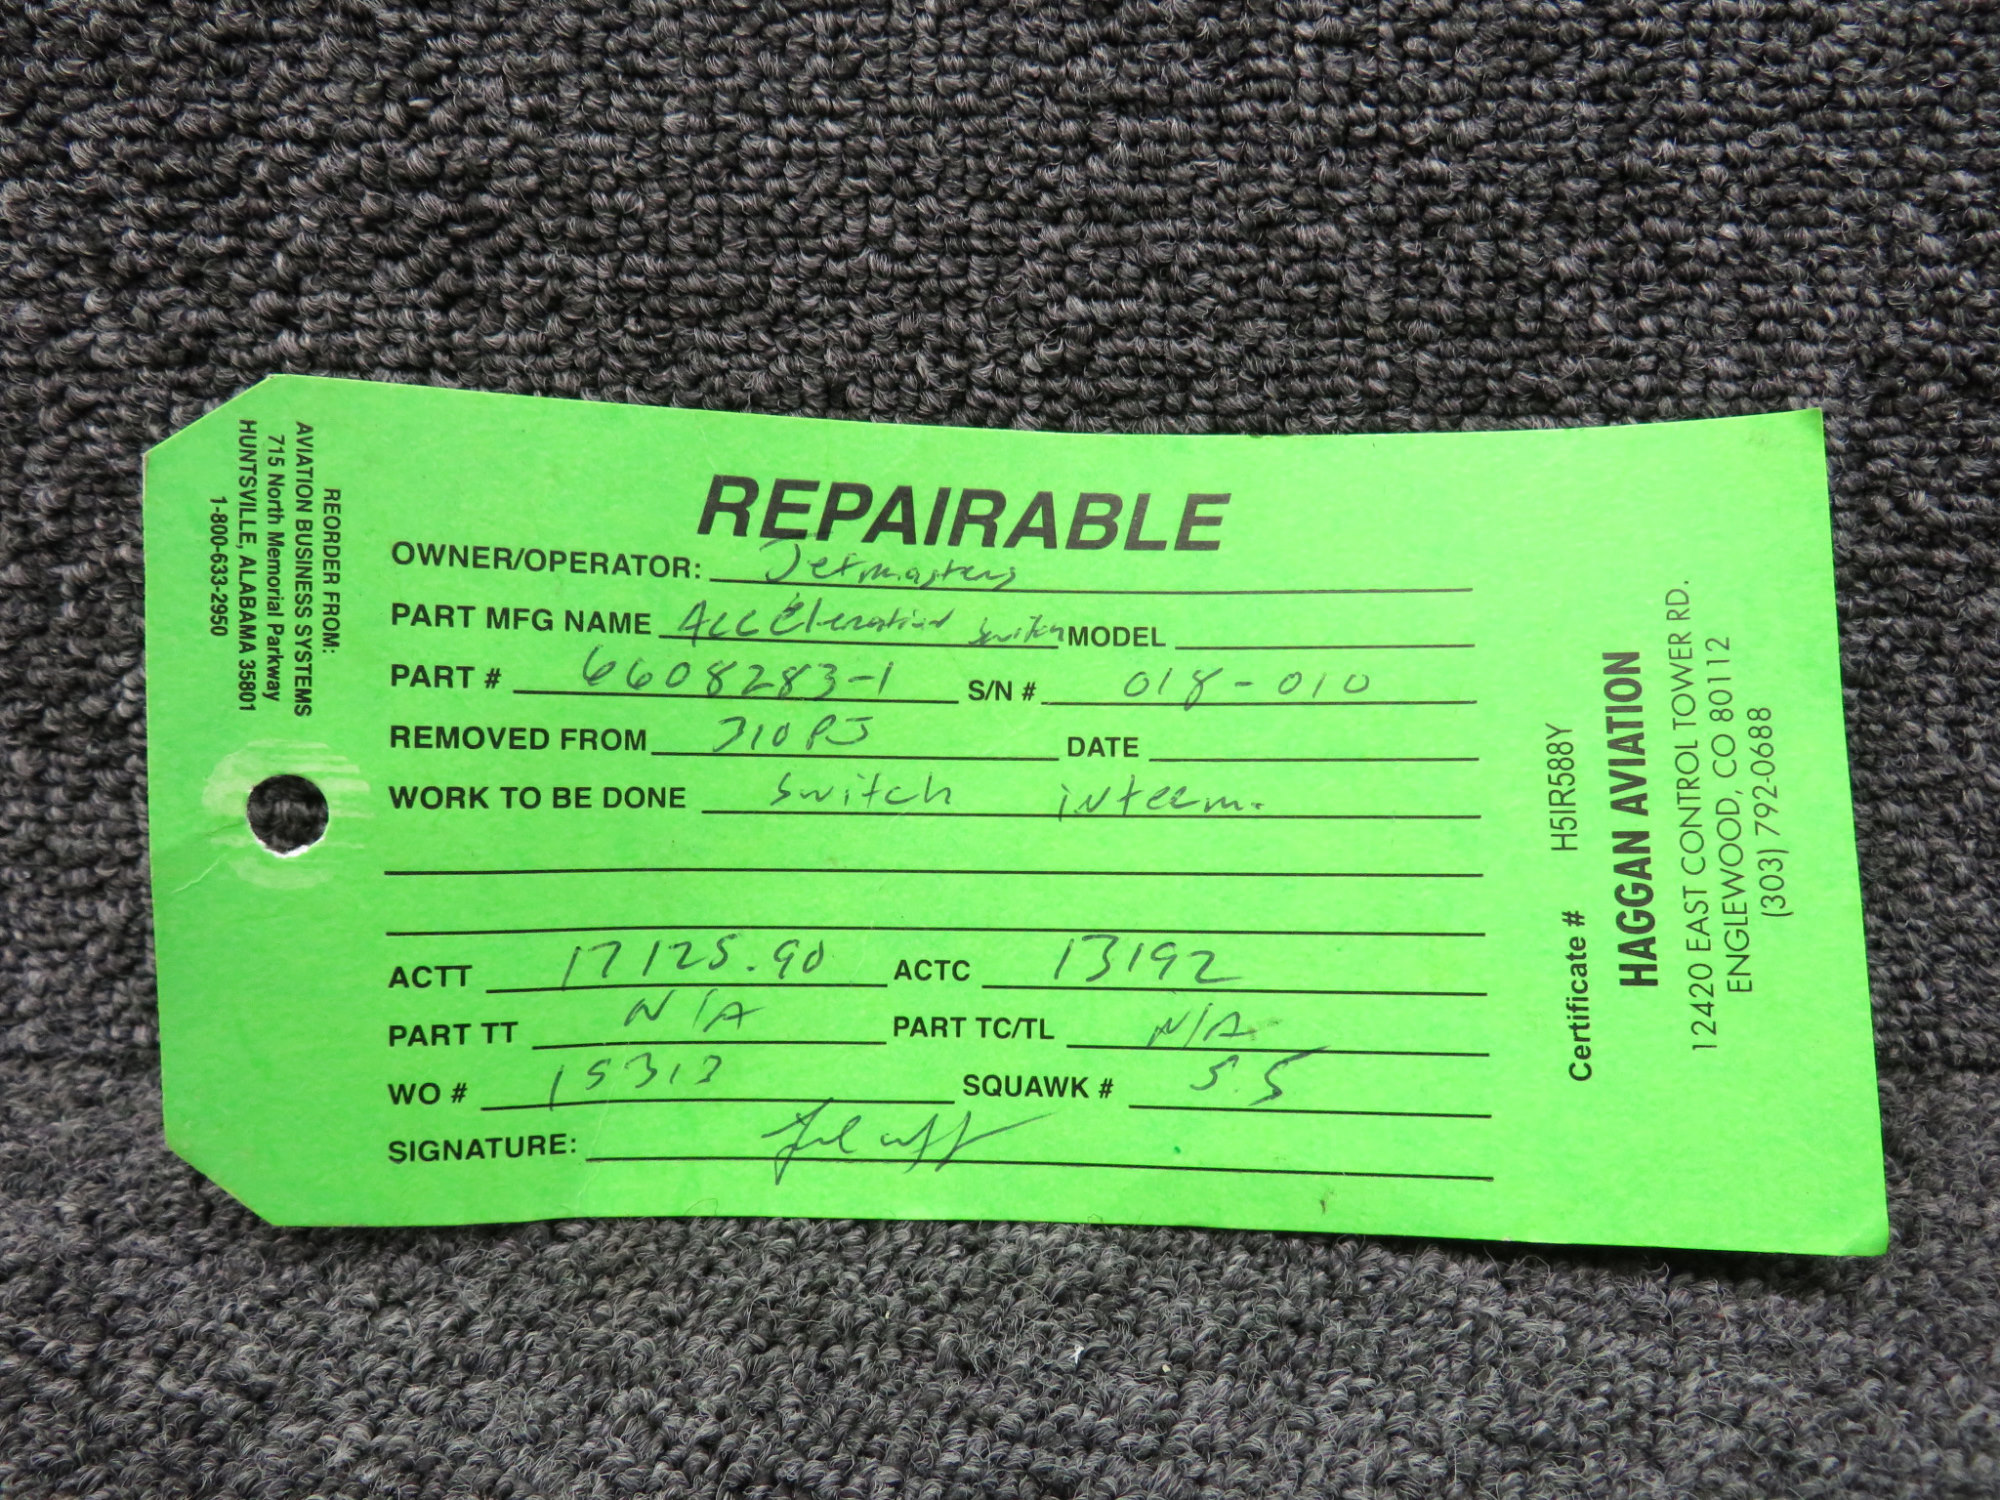 REPAIRABLE
OWNER/OPERATOR: Jetmasters
PART MFG NAME Acceleration switch MODEL
PART # 6608283-1 S/N # 018-010
REMOVED FROM 310PJ DATE
WORK TO BE DONE switch interm.
ACTT 17125.90 ACTC 13192
PART TT N/A PART TC/TL N/A
WO # 15313 SQUAWK # 5.5
SIGNATURE:
REORDER FROM:
AVIATION BUSINESS SYSTEMS
715 North Memorial Parkway
HUNTSVILLE, ALABAMA 35801
1-800-633-2950
Certificate # H5IR588Y
HAGGAN AVIATION
12420 EAST CONTROL TOWER RD.
ENGLEWOOD, CO 80112
(303) 792-0688